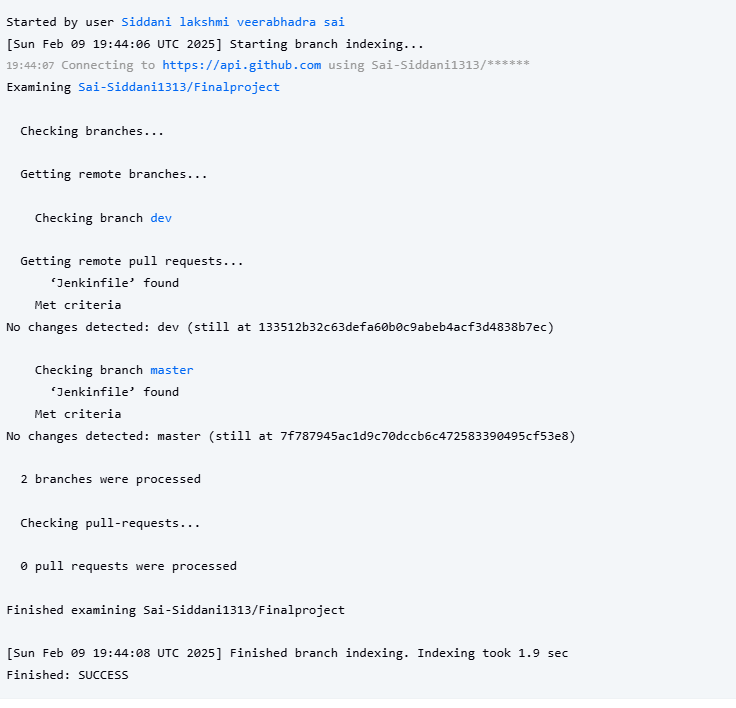 Started by user Siddani lakshmi veerabhadra sai
[Sun Feb 09 19:44:06 UTC 2025] Starting branch indexing...
19:44:07 Connecting to https://api.github.com using Sai-Siddani1313/******
Examining Sai-Siddani1313/Finalproject
Checking branches...
Getting remote branches...
Checking branch dev
Getting remote pull requests...
‘Jenkinfile’ found
Met criteria
No changes detected: dev (still at 133512b32c63defa60b0c9abeb4acf3d4838b7ec)
Checking branch master
‘Jenkinfile’ found
Met criteria
No changes detected: master (still at 7f787945ac1d9c70dccb6c472583390495cf53e8)
2 branches were processed
Checking pull-requests...
0 pull requests were processed
Finished examining Sai-Siddani1313/Finalproject
[Sun Feb 09 19:44:08 UTC 2025] Finished branch indexing. Indexing took 1.9 sec
Finished: SUCCESS